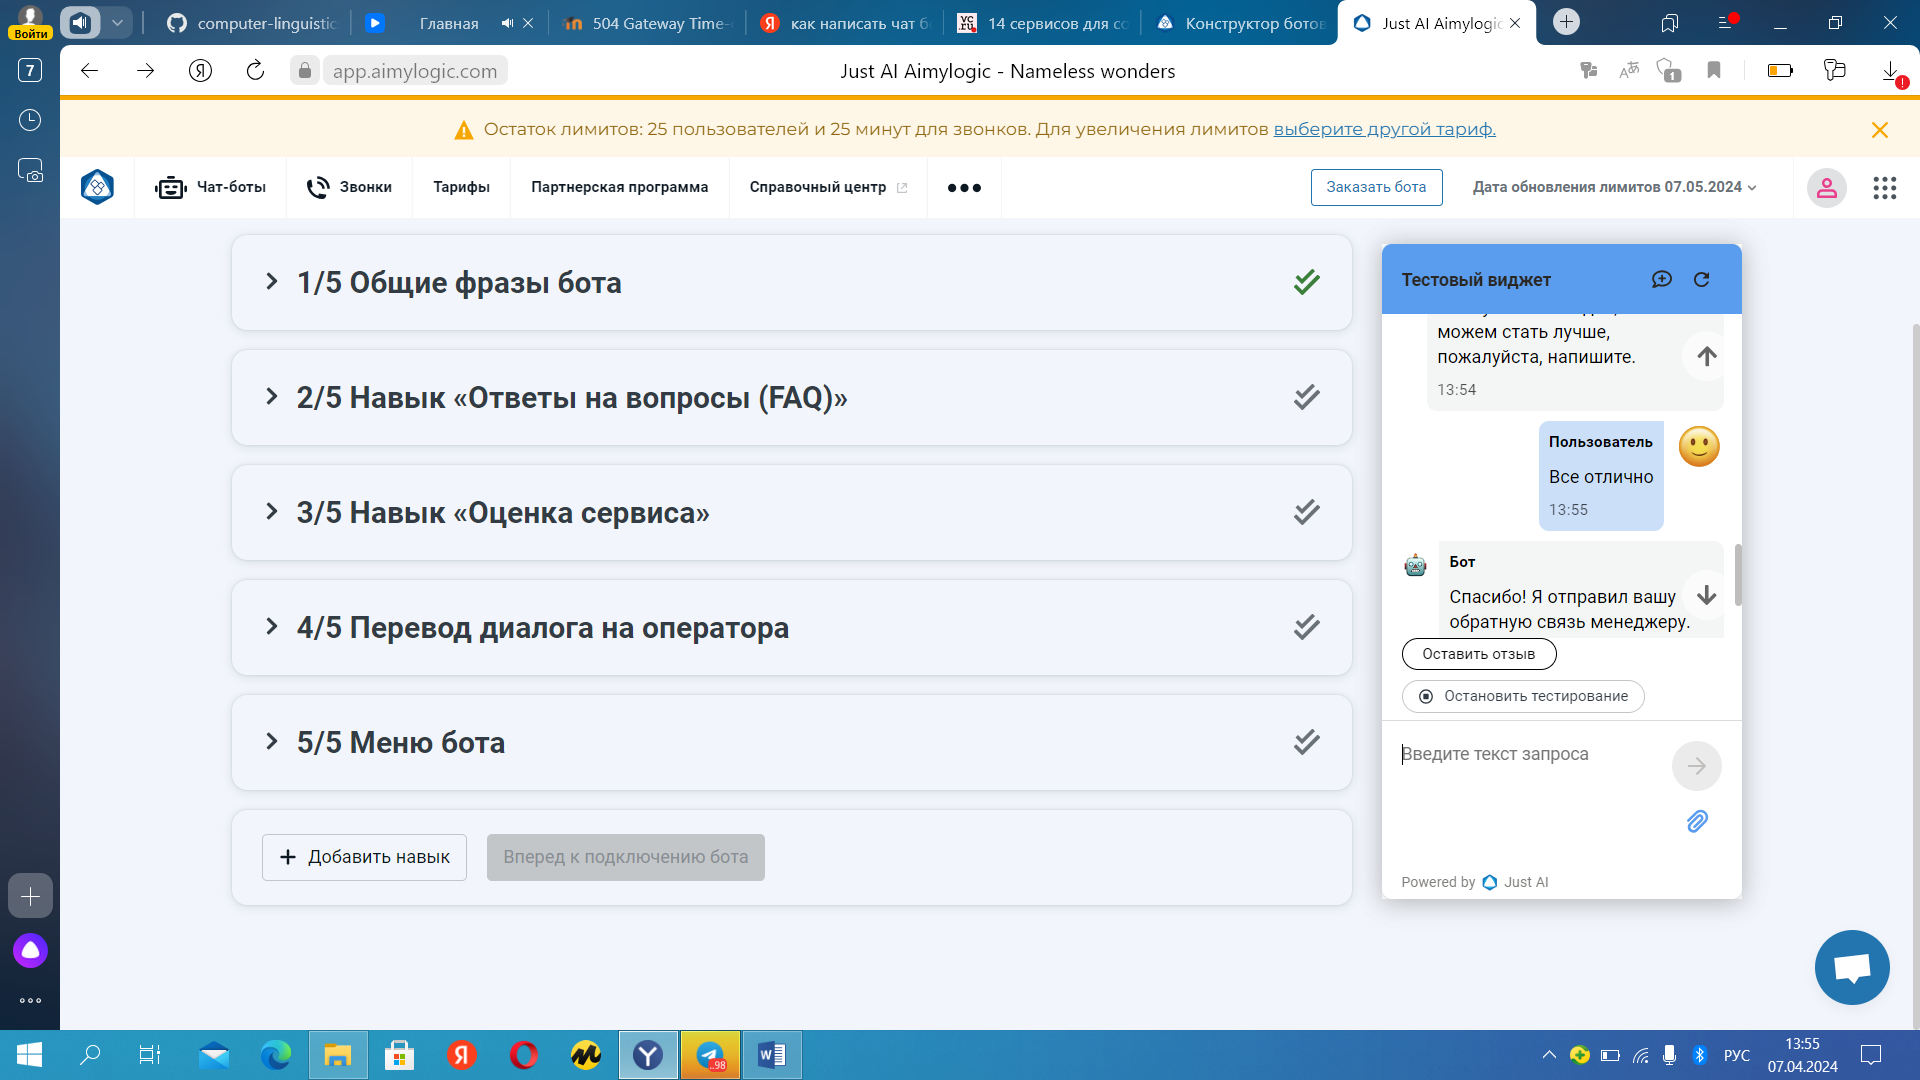 Войти
computer-linguistic
Главная
504 Gateway Time-
как написать чат б
14 сервисов для со
Конструктор ботов
Just AI Aimylogic
7
Я
app.aimylogic.com
Just AI Aimylogic - Nameless wonders
1
Остаток лимитов: 25 пользователей и 25 минут для звонков. Для увеличения лимитов выберите другой тариф.
Чат-боты
Звонки
Тарифы
Партнерская программа
Справочный центр
Заказать бота
Дата обновления лимитов 07.05.2024
1/5 Общие фразы бота
2/5 Навык «Ответы на вопросы (FAQ)»
3/5 Навык «Оценка сервиса»
4/5 Перевод диалога на оператора
5/5 Меню бота
+ Добавить навык
Вперед к подключению бота
Тестовый виджет
можем стать лучше,
пожалуйста, напишите.
13:54
Пользователь
Все отлично
13:55
Бот
Спасибо! Я отправил вашу
обратную связь менеджеру.
Оставить отзыв
Остановить тестирование
Введите текст запроса
Powered by Just AI
..98
РУС
13:55
07.04.2024